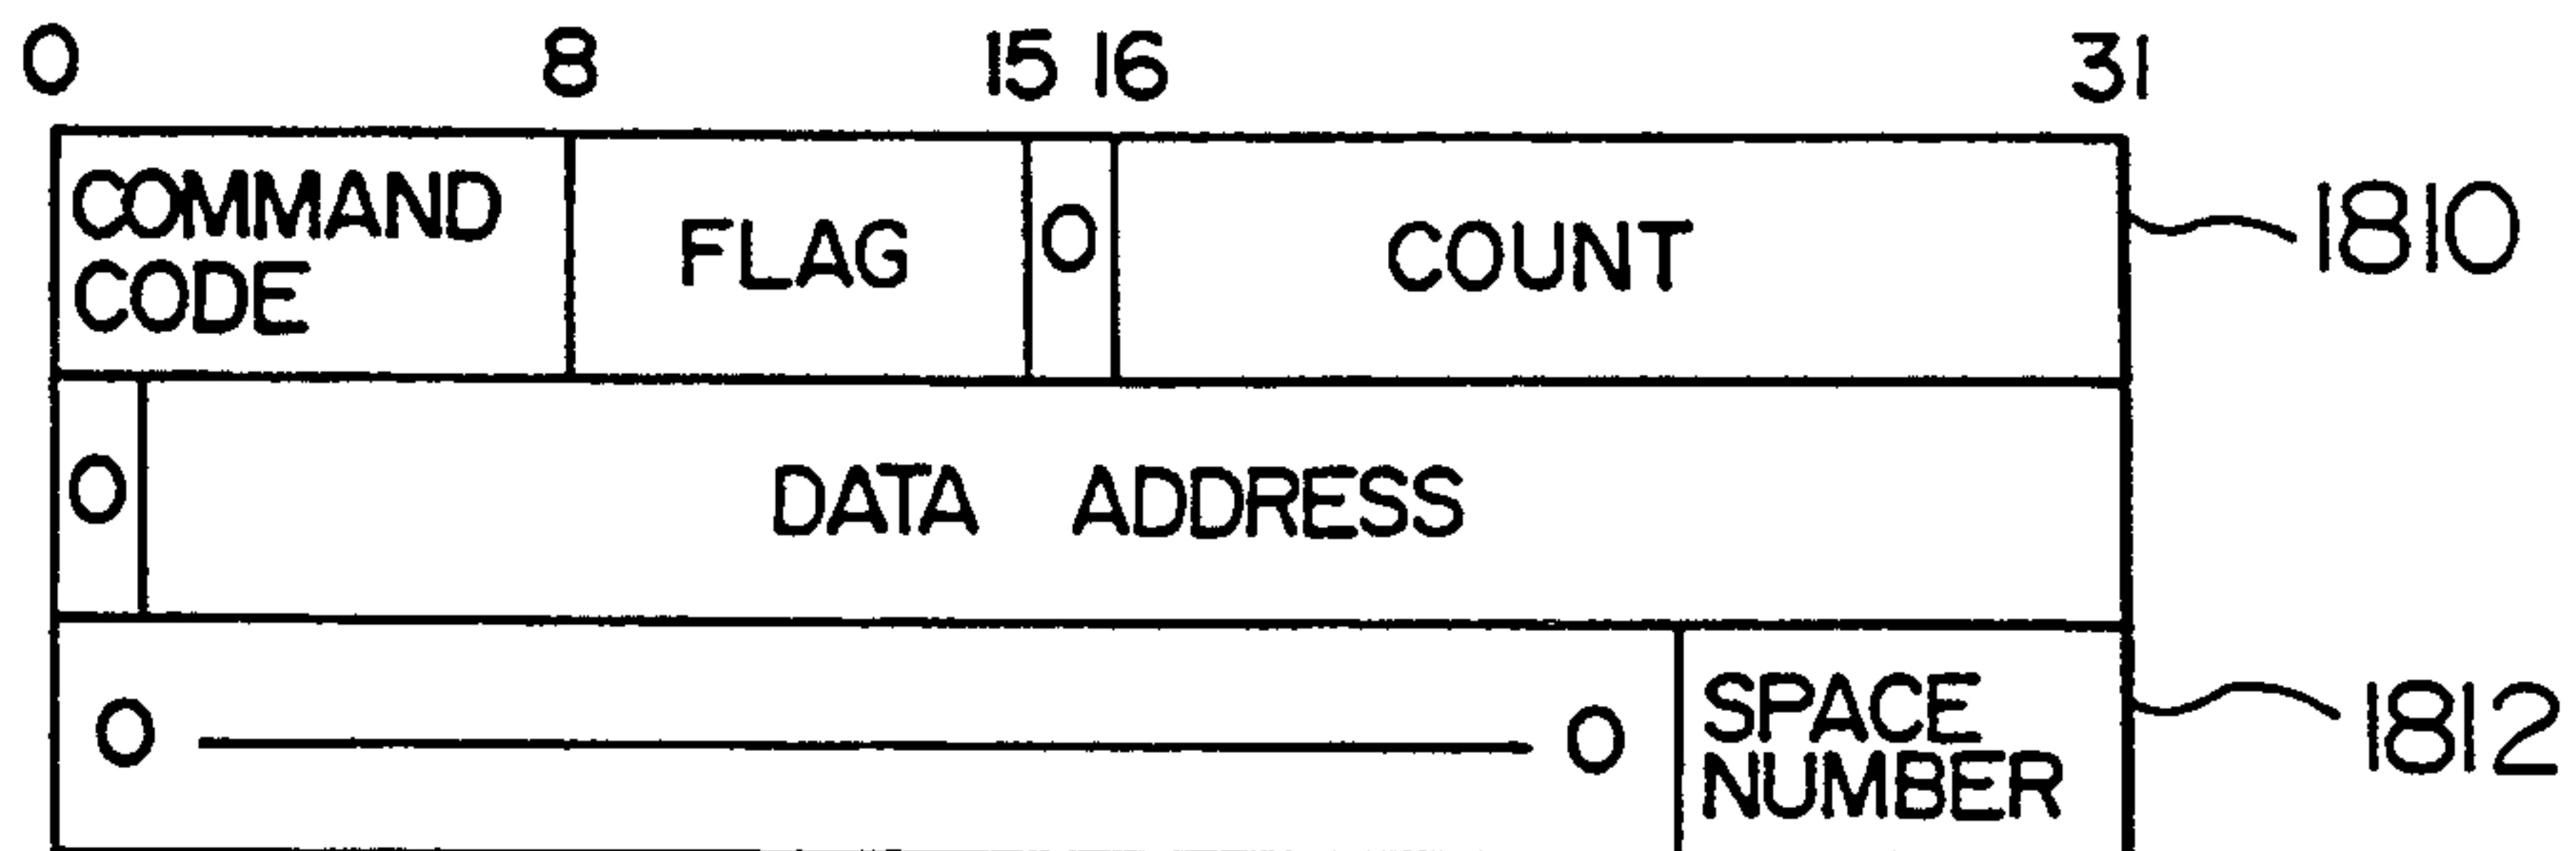 0 8 15 16 31
COMMAND
CODE FLAG 0 COUNT 1810
0 DATA ADDRESS
0 0 SPACE
NUMBER 1812